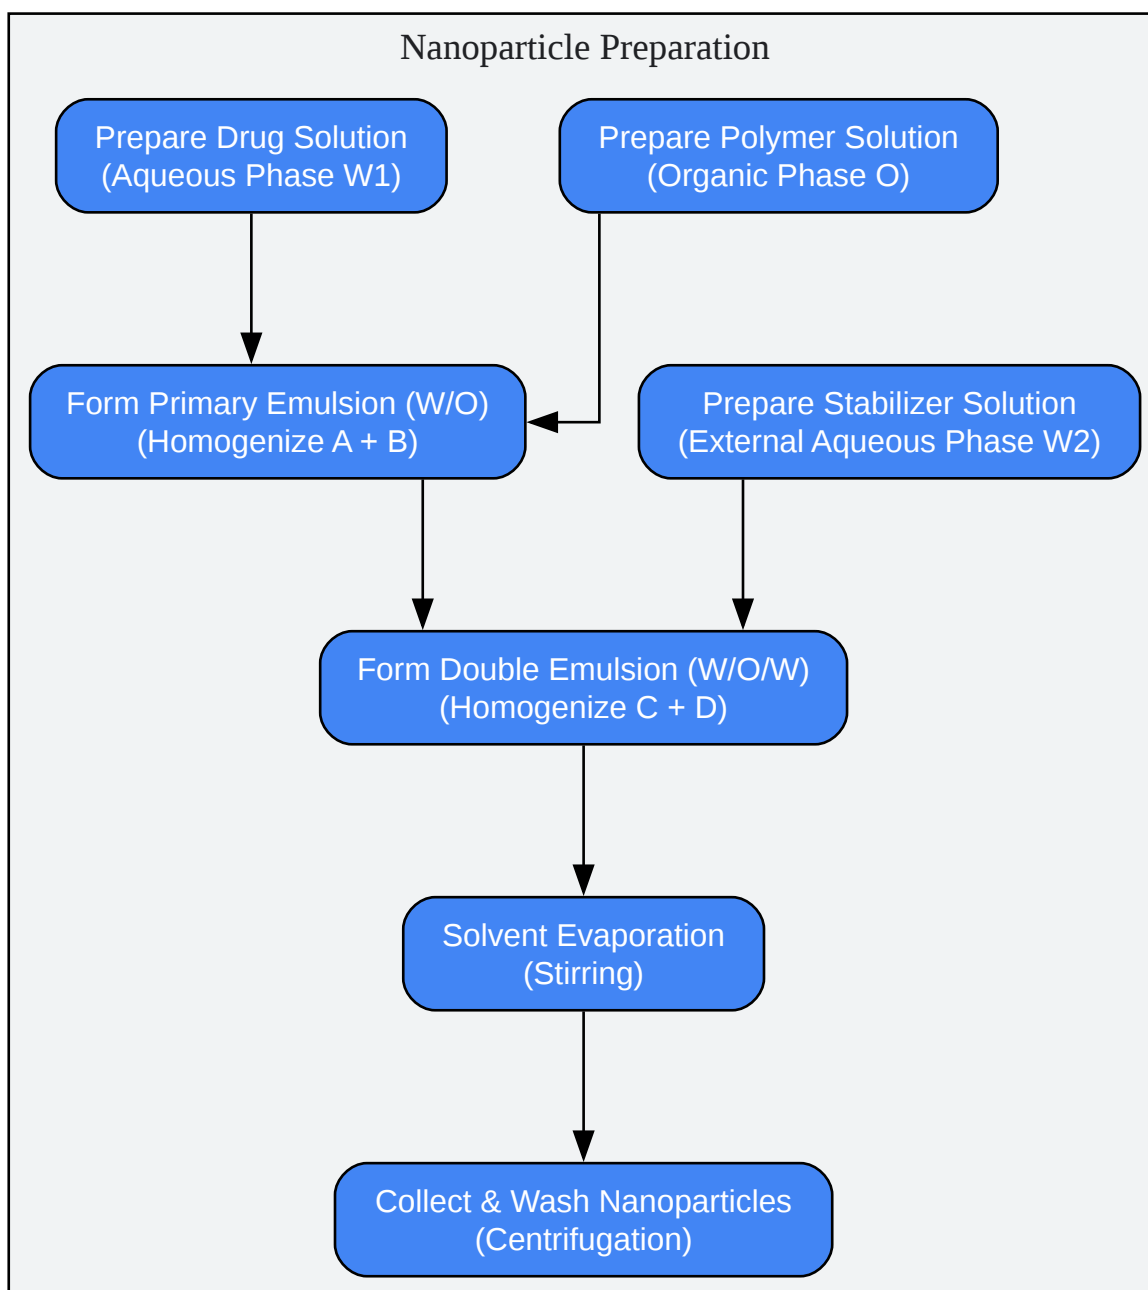 Nanoparticle Preparation
Prepare Drug Solution
(Aqueous Phase W1)
Prepare Polymer Solution
(Organic Phase O)
Form Primary Emulsion (W/O)
(Homogenize A + B)
Prepare Stabilizer Solution
(External Aqueous Phase W2)
Form Double Emulsion (W/O/W)
(Homogenize C + D)
Solvent Evaporation
(Stirring)
Collect & Wash Nanoparticles
(Centrifugation)